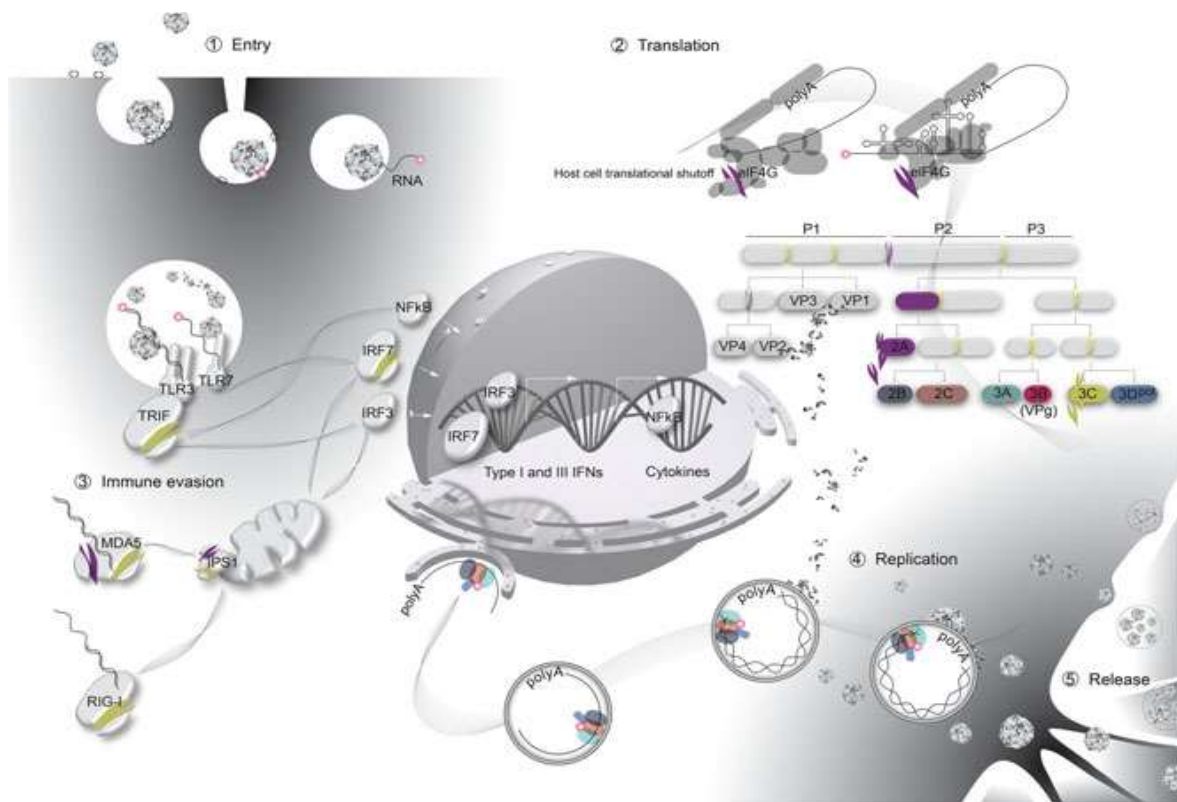 ① Entry
② Translation
polyA
polyA
RNA
Host cell translational shutoff
eIF4G
eIF4G
P1
P2
P3
VP3
VP1
VP4
VP2
2A
2B
2C
3A
3B
(VPg)
3C
3Dpol
NFkB
IRF7
IRF3
TLR3
TLR7
TRIF
IRF3
IRF7
NFkB
Type I and III IFNs
Cytokines
③ Immune evasion
MDA5
IPS1
RIG-I
polyA
polyA
polyA
polyA
④ Replication
⑤ Release